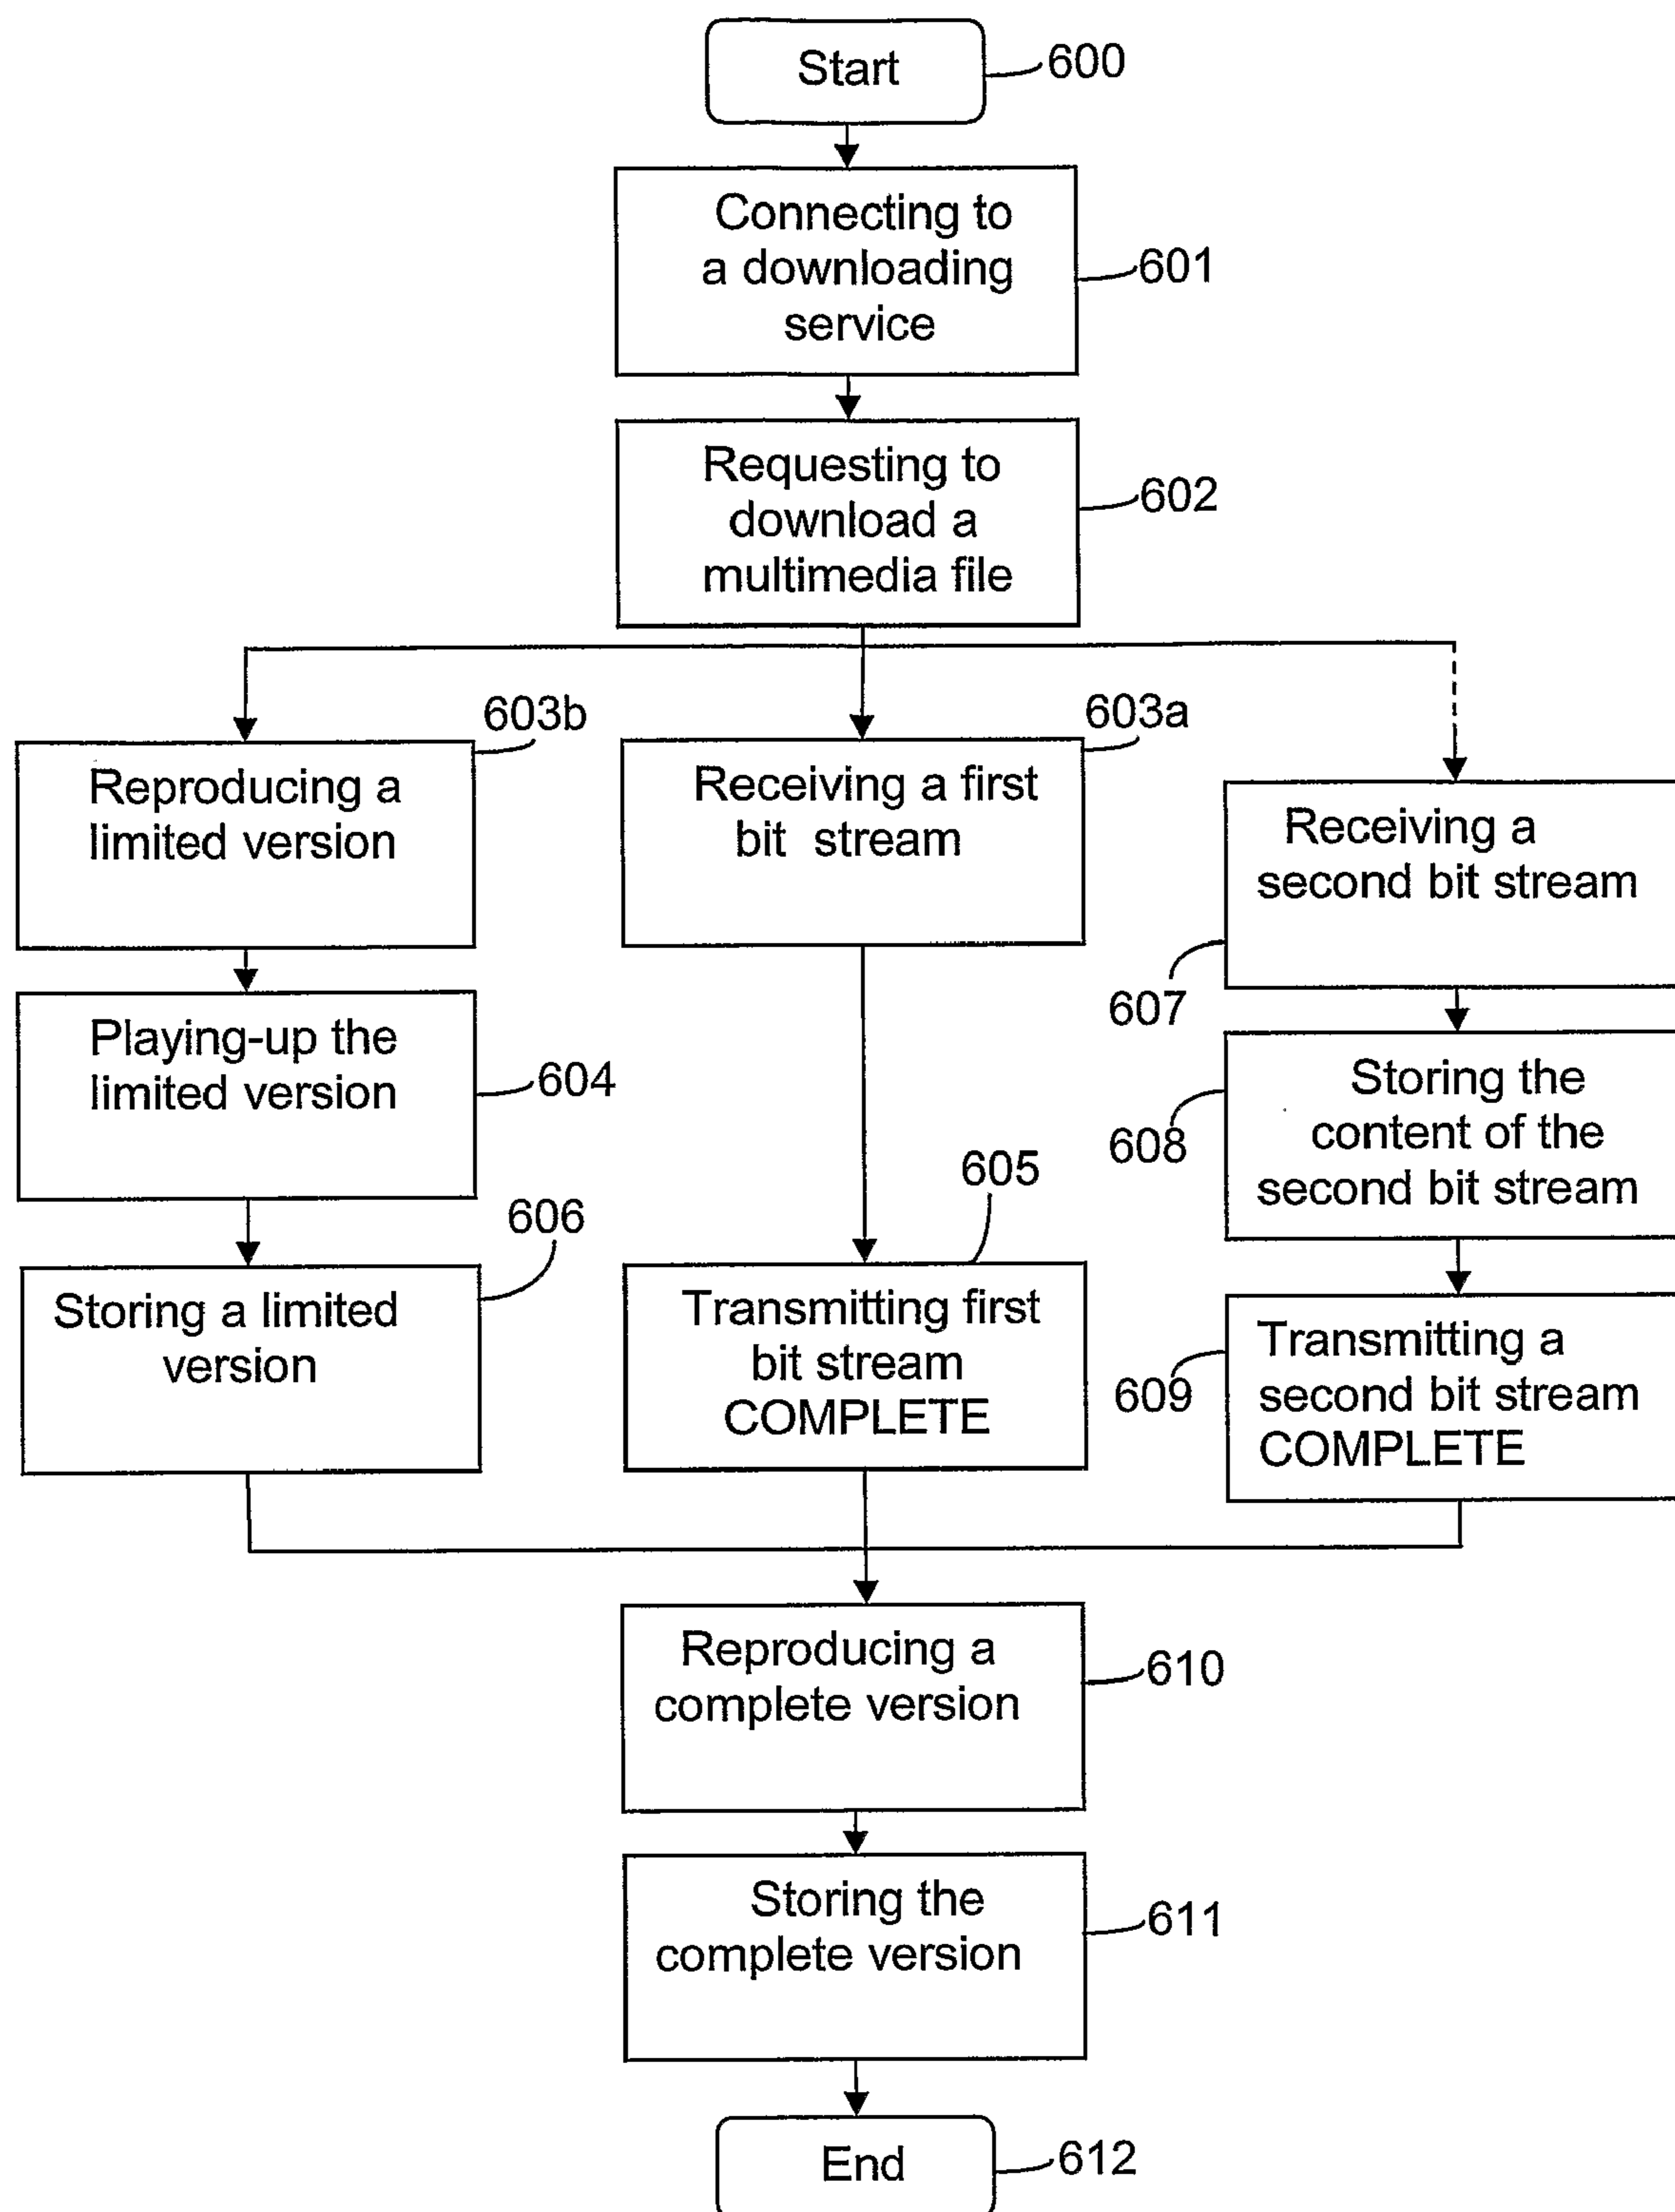 Start
600
Connecting to
a downloading
service
601
Requesting to
download a
multimedia file
602
603b
Reproducing a
limited version
603a
Receiving a first
bit stream
Receiving a
second bit stream
607
Playing-up the
limited version
604
Storing the
content of the
second bit stream
608
606
Storing a limited
version
605
Transmitting first
bit stream
COMPLETE
Transmitting a
second bit stream
COMPLETE
609
Reproducing a
complete version
610
Storing the
complete version
611
End
612